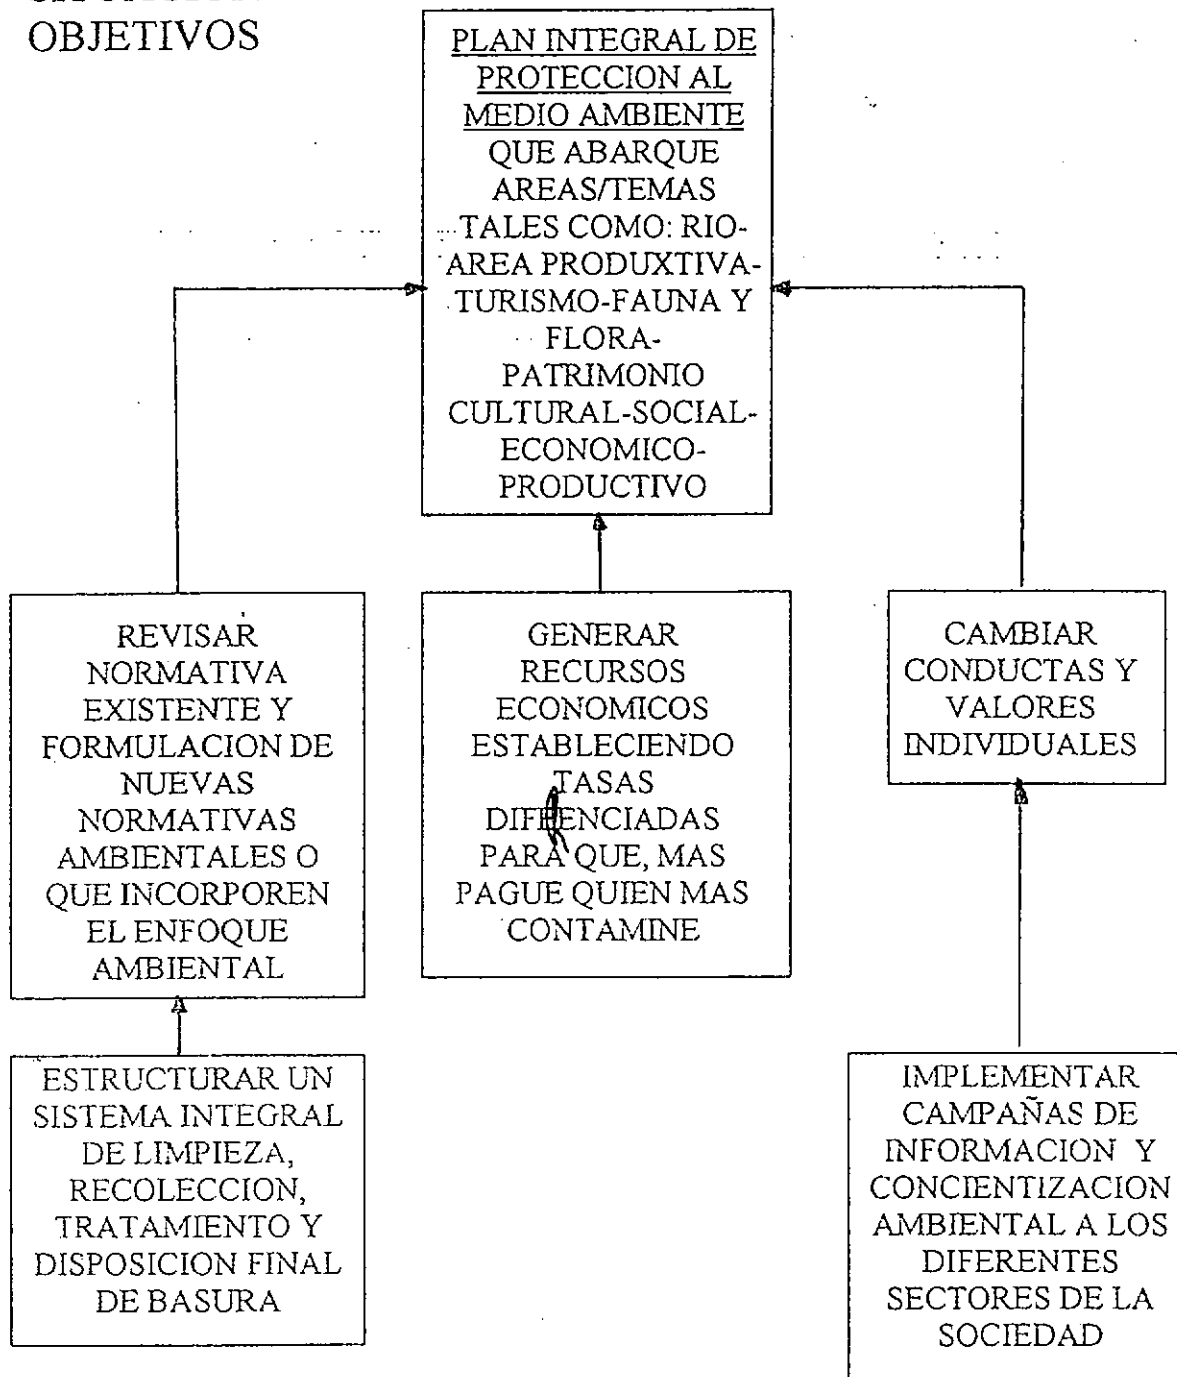 OBJETIVOS
PLAN INTEGRAL DE
PROTECCION AL
MEDIO AMBIENTE
QUE ABARQUE
AREAS/TEMAS
TALES COMO: RIO-
AREA PRODUXTIVA-
TURISMO-FAUNA Y
FLORA-
PATRIMONIO
CULTURAL-SOCIAL-
ECONOMICO-
PRODUCTIVO
REVISAR
NORMATIVA
EXISTENTE Y
FORMULACION DE
NUEVAS
NORMATIVAS
AMBIENTALES O
QUE INCORPOREN
EL ENFOQUE
AMBIENTAL
GENERAR
RECURSOS
ECONOMICOS
ESTABLECIENDO
TASAS
DIFEENCIADAS
PARA QUE, MAS
PAGUE QUIEN MAS
CONTAMINE
CAMBIAR
CONDUCTAS Y
VALORES
INDIVIDUALES
ESTRUCTURAR UN
SISTEMA INTEGRAL
DE LIMPIEZA,
RECOLECCION,
TRATAMIENTO Y
DISPOSICION FINAL
DE BASURA
IMPLEMENTAR
CAMPAÑAS DE
INFORMACION Y
CONCIENTIZACION
AMBIENTAL A LOS
DIFERENTES
SECTORES DE LA
SOCIEDAD